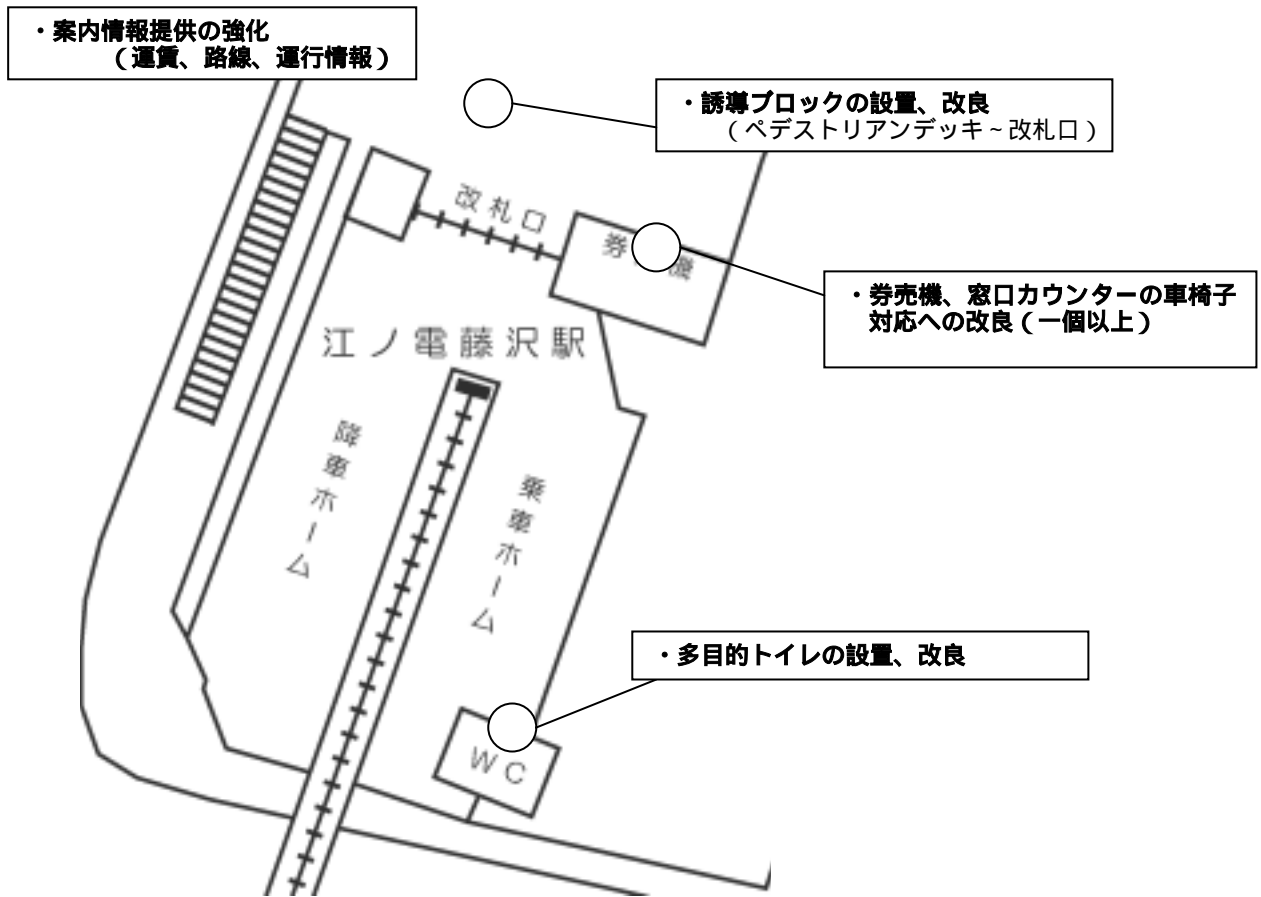 ・案内情報提供の強化
（運賃、路線、運行情報）
・誘導ブロックの設置、改良
（ペデストリアンデッキ～改札口）
改札口
券
機
・券売機、窓口カウンターの車椅子
対応への改良（一個以上）
江ノ電藤沢駅
降車ホーム
乗車ホーム
・多目的トイレの設置、改良
WC